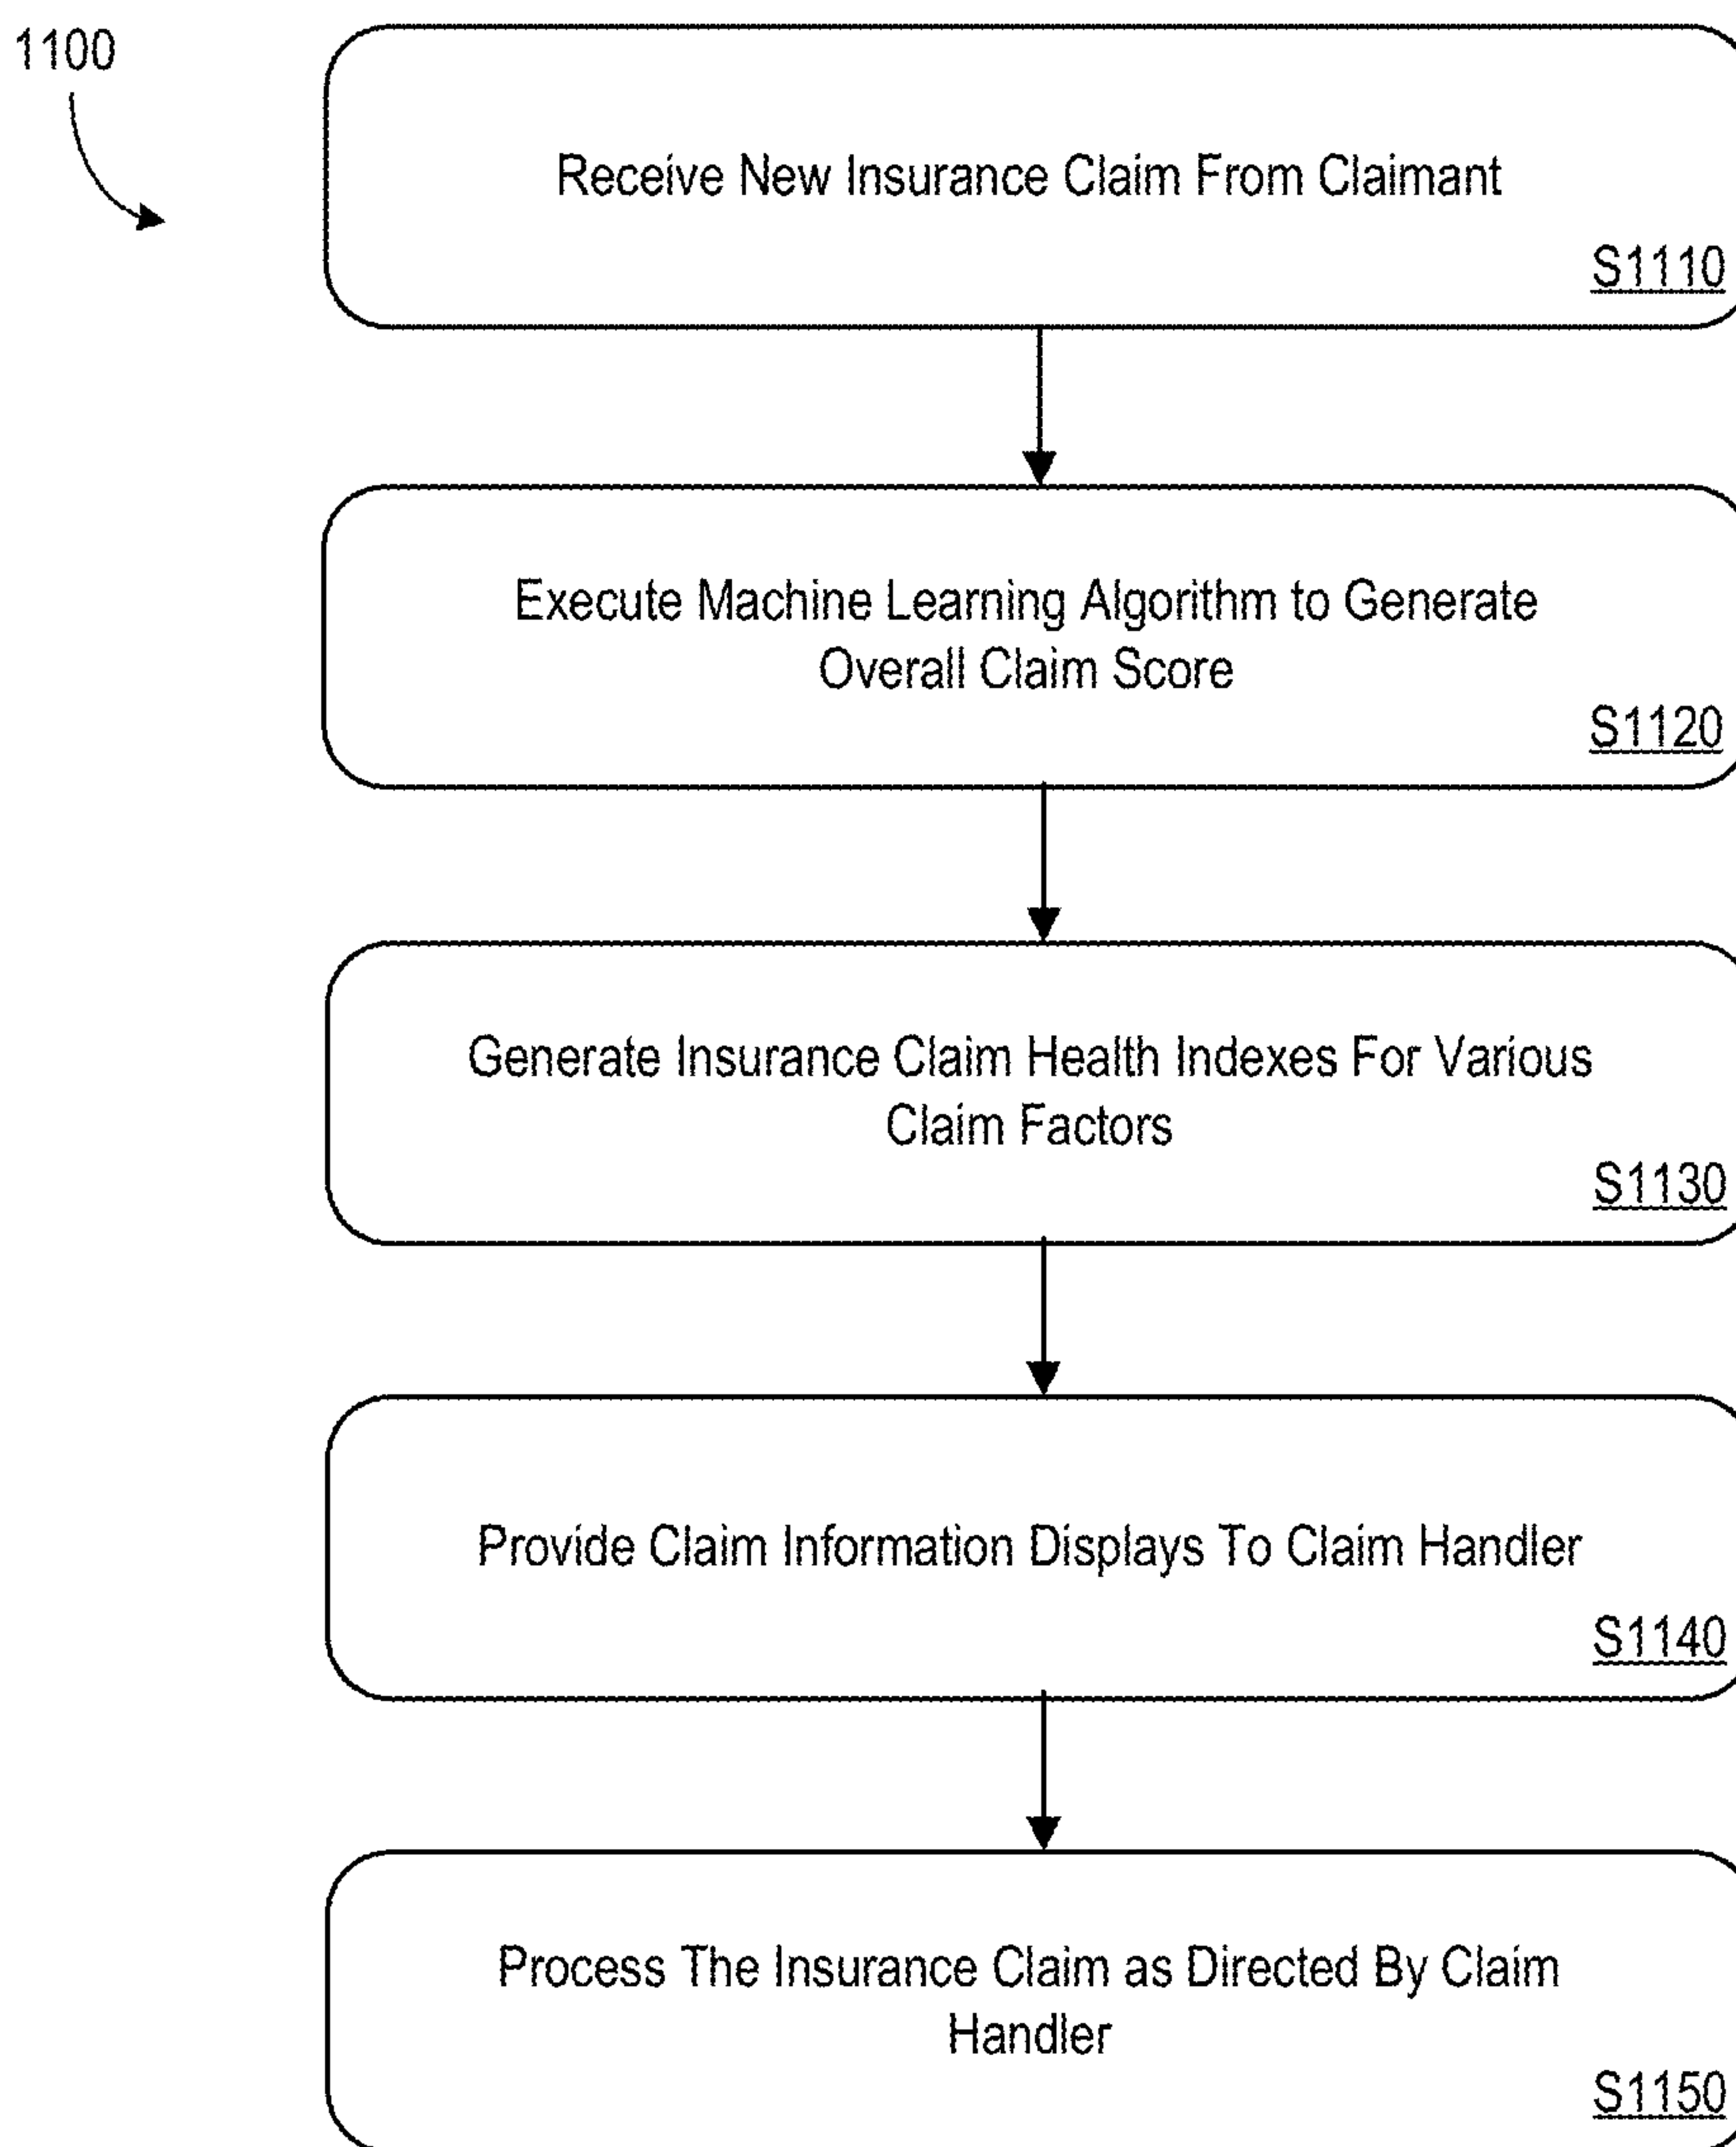 1100
Receive New Insurance Claim From Claimant
S1110
Execute Machine Learning Algorithm to Generate
Overall Claim Score
S1120
Generate Insurance Claim Health Indexes For Various
Claim Factors
S1130
Provide Claim Information Displays To Claim Handler
S1140
Process The Insurance Claim as Directed By Claim
Handler
S1150